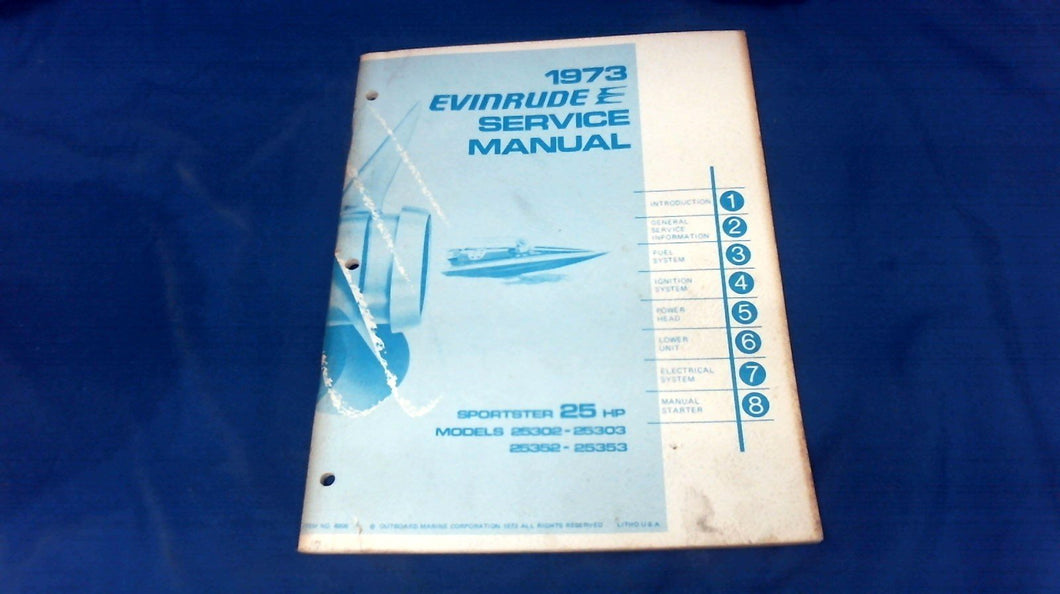 1973
EVINRUDE
SERVICE
MANUAL
INTRODUCTION 1
GENERAL
SERVICE
INFORMATION 2
FUEL
SYSTEM 3
IGNITION
SYSTEM 4
POWER
HEAD 5
LOWER
UNIT 6
ELECTRICAL
SYSTEM 7
MANUAL
STARTER 8
SPORTSTER 25 HP
MODELS 25302-25303
25352-25353
ITEM NO. © OUTBOARD MARINE CORPORATION ALL RIGHTS RESERVED LITHO U.S.A.